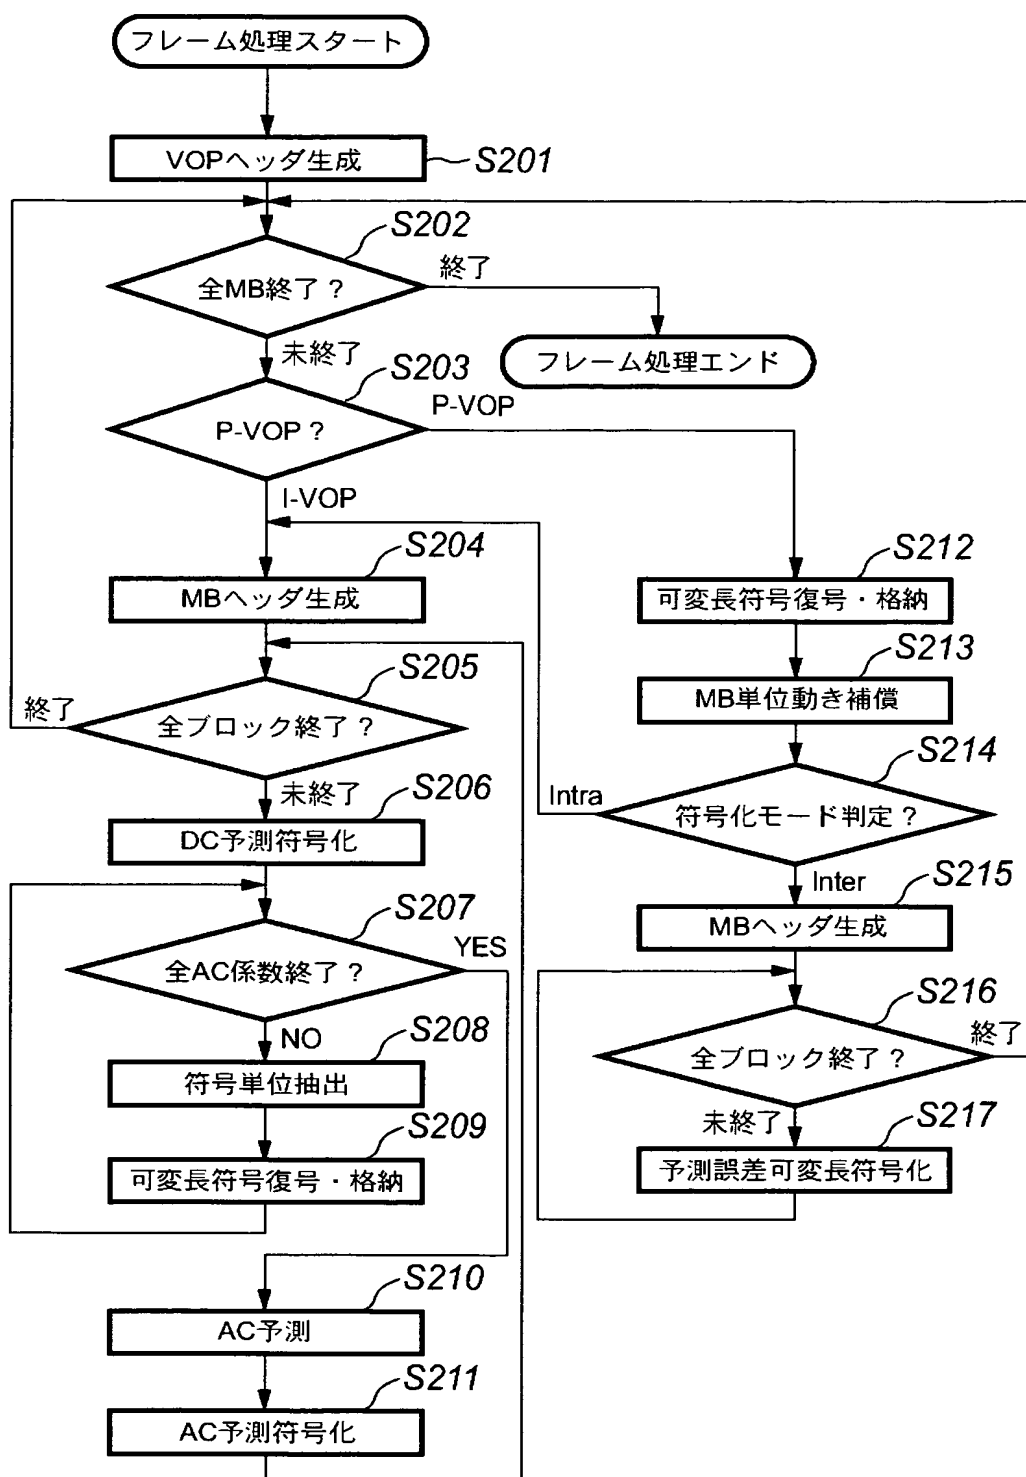 フレーム処理スタート
VOPヘッダ生成
S201
S202
全MB終了？
終了
フレーム処理エンド
未終了
S203
P-VOP？
P-VOP
I-VOP
S204
MBヘッダ生成
S205
全ブロック終了？
終了
未終了
S206
DC予測符号化
S207
全AC係数終了？
YES
NO
S208
符号単位抽出
S209
可変長符号復号・格納
S210
AC予測
S211
AC予測符号化
S212
可変長符号復号・格納
S213
MB単位動き補償
S214
符号化モード判定？
Intra
Inter
S215
MBヘッダ生成
S216
全ブロック終了？
終了
未終了
S217
予測誤差可変長符号化